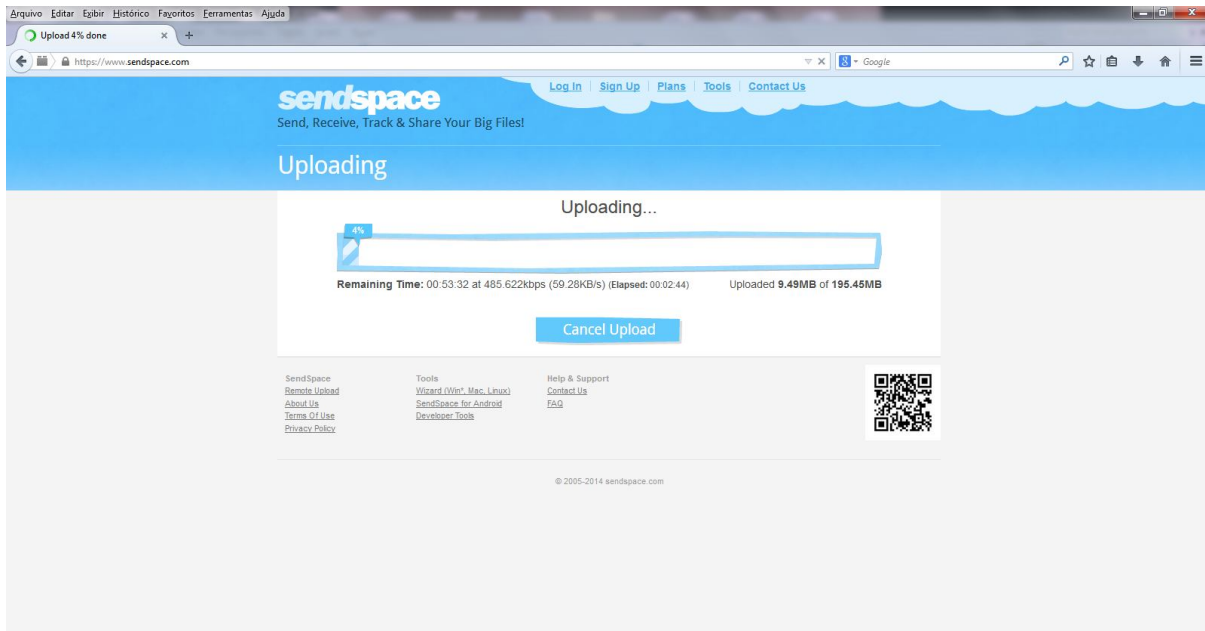 Arquivo Editar Exibir Histórico Favoritos Ferramentas Ajuda
Upload 4% done
https://www.sendspace.com
Google
sendspace
Log In Sign Up Plans Tools Contact Us
Send, Receive, Track & Share Your Big Files!
Uploading
Uploading...
4%
Remaining Time: 00:53:32 at 485.622kbps (59.28KB/s) (Elapsed: 00:02:44) Uploaded 9.49MB of 195.45MB
Cancel Upload
SendSpace Tools Help & Support
Remote Upload Wizard (Win*, Mac, Linux) Contact Us
About Us SendSpace for Android FAQ
Terms Of Use Developer Tools
Privacy Policy
© 2005-2014 sendspace.com